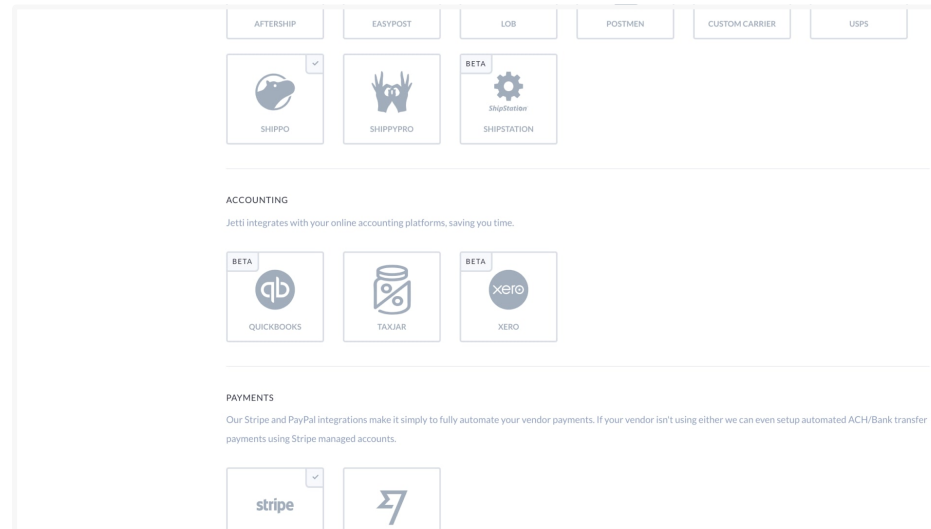 AFTERSHIP EASYPOST LOB POSTMEN CUSTOM CARRIER USPS
BETA
ShipStation
SHIPPO SHIPPYPRO SHIPSTATION
ACCOUNTING
Jetti integrates with your online accounting platforms, saving you time.
BETA BETA
qb xero
QUICKBOOKS TAXJAR XERO
PAYMENTS
Our Stripe and PayPal integrations make it simply to fully automate your vendor payments. If your vendor isn't using either we can even setup automated ACH/Bank transfer
payments using Stripe managed accounts.
stripe